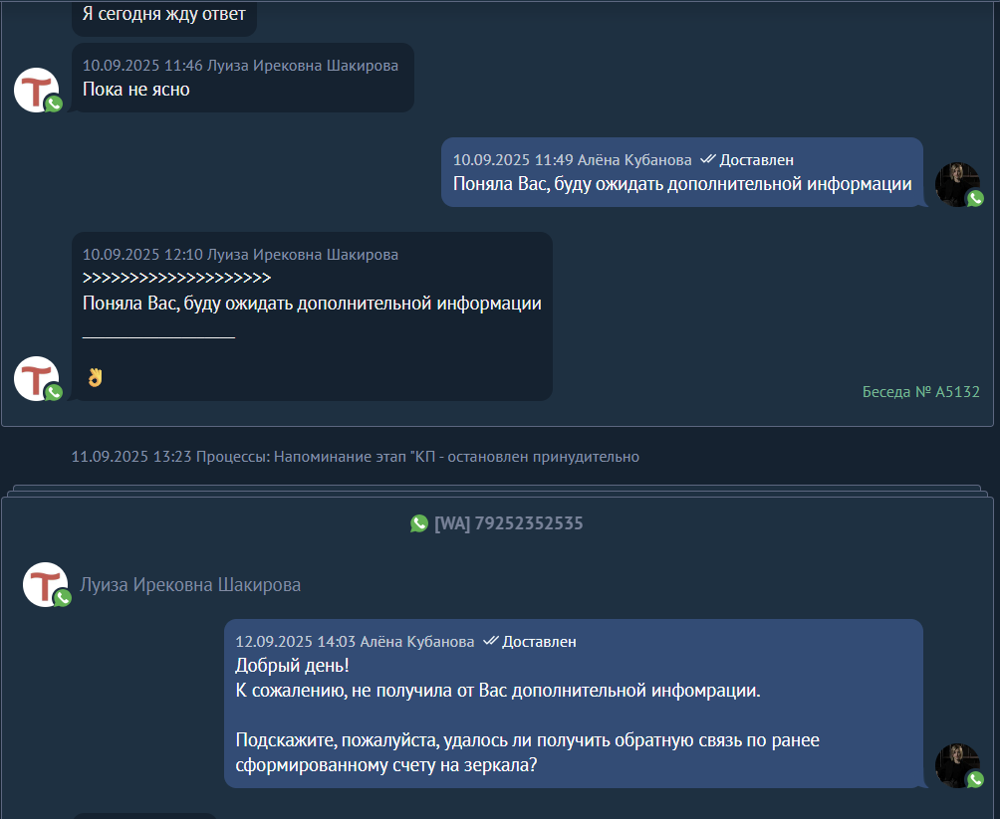 Я сегодня жду ответ
10.09.2025 11:46 Луиза Ирековна Шакирова
Пока не ясно
10.09.2025 11:49 Алёна Кубанова Доставлен
Поняла Вас, буду ожидать дополнительной информации
10.09.2025 12:10 Луиза Ирековна Шакирова
>>>>>>>>>>>>>>>>>>>>
Поняла Вас, буду ожидать дополнительной информации
_________________
👌
Беседа № A5132
11.09.2025 13:23 Процессы: Напоминание этап "КП - остановлен принудительно
[WA] 79252352535
Луиза Ирековна Шакирова
12.09.2025 14:03 Алёна Кубанова Доставлен
Добрый день!
К сожалению, не получила от Вас дополнительной инфомрации.
Подскажите, пожалуйста, удалось ли получить обратную связь по ранее
сформированному счету на зеркала?